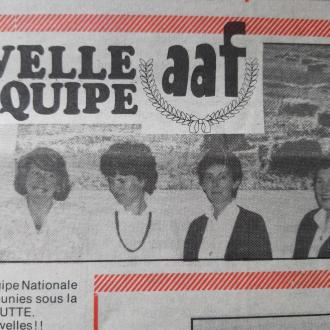 VELLE
QUIPE
aaf
ipe Nationale
unies sous la
UTTE.
velles!!